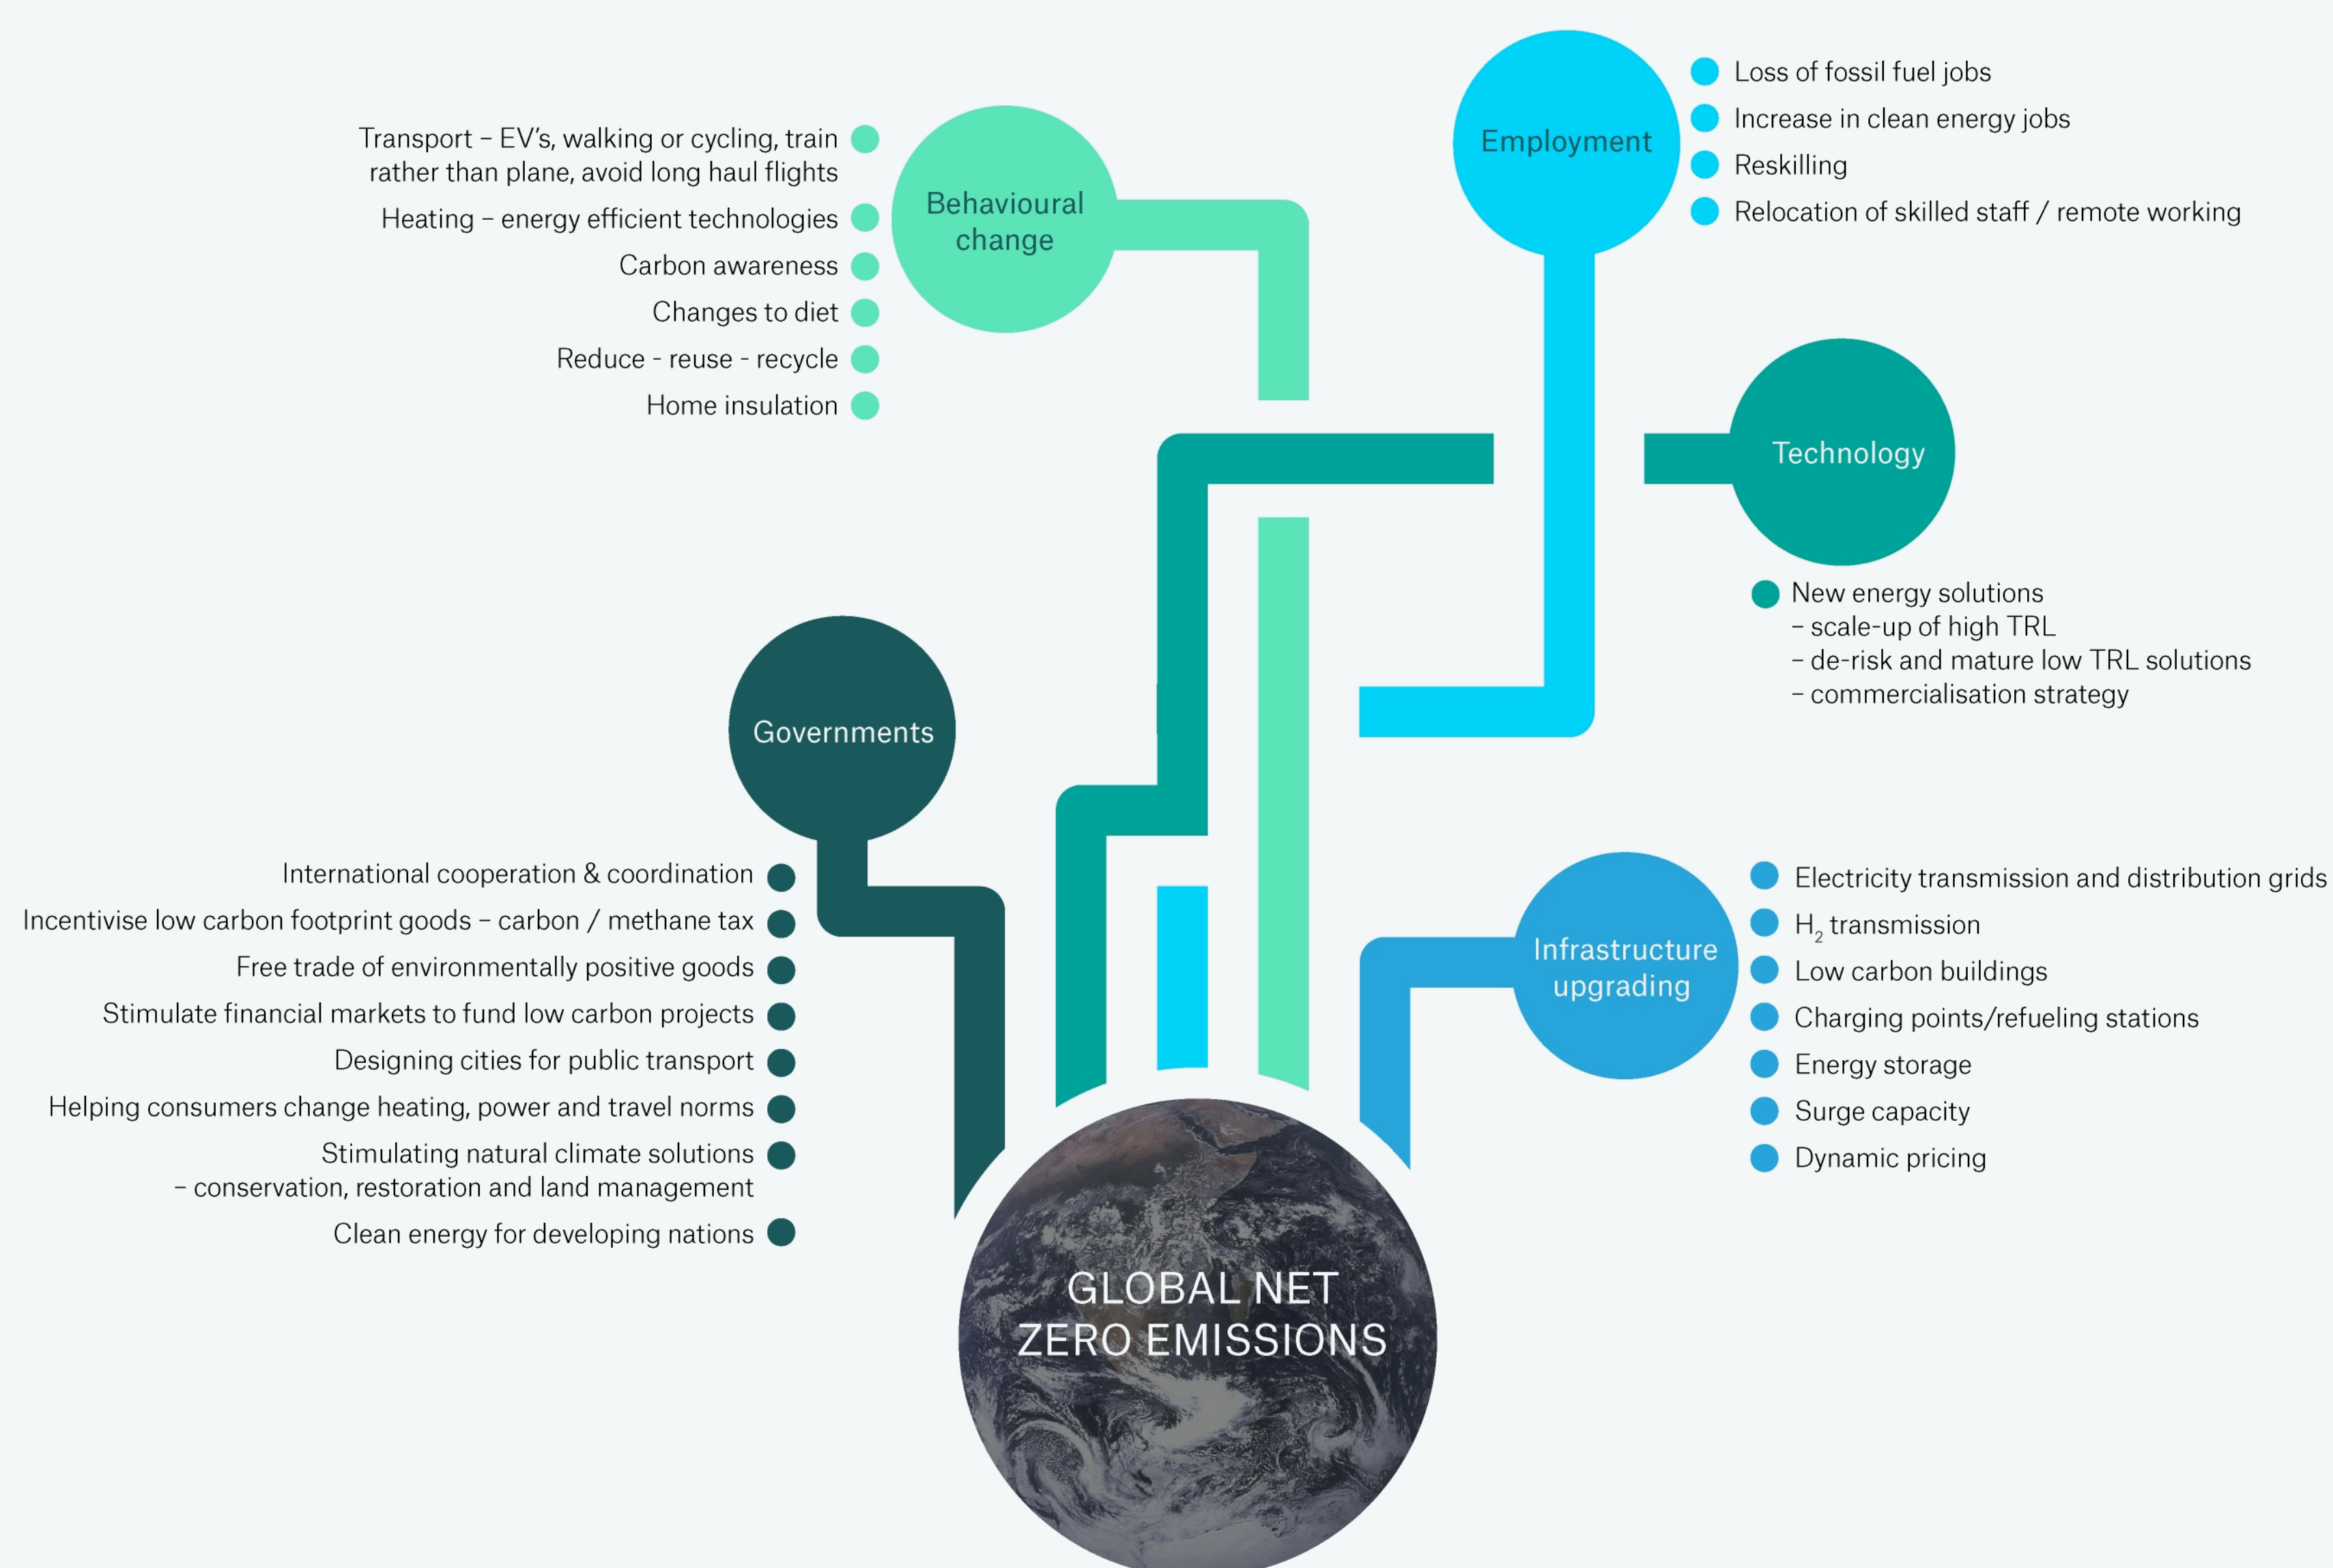 Employment
Loss of fossil fuel jobs
Increase in clean energy jobs
Reskilling
Relocation of skilled staff / remote working
Behavioural
change
Transport – EV's, walking or cycling, train
rather than plane, avoid long haul flights
Heating – energy efficient technologies
Carbon awareness
Changes to diet
Reduce - reuse - recycle
Home insulation
Technology
New energy solutions
– scale-up of high TRL
– de-risk and mature low TRL solutions
– commercialisation strategy
Governments
International cooperation & coordination
Incentivise low carbon footprint goods – carbon / methane tax
Free trade of environmentally positive goods
Stimulate financial markets to fund low carbon projects
Designing cities for public transport
Helping consumers change heating, power and travel norms
Stimulating natural climate solutions
– conservation, restoration and land management
Clean energy for developing nations
Infrastructure
upgrading
Electricity transmission and distribution grids
H₂ transmission
Low carbon buildings
Charging points/refueling stations
Energy storage
Surge capacity
Dynamic pricing
GLOBAL NET
ZERO EMISSIONS